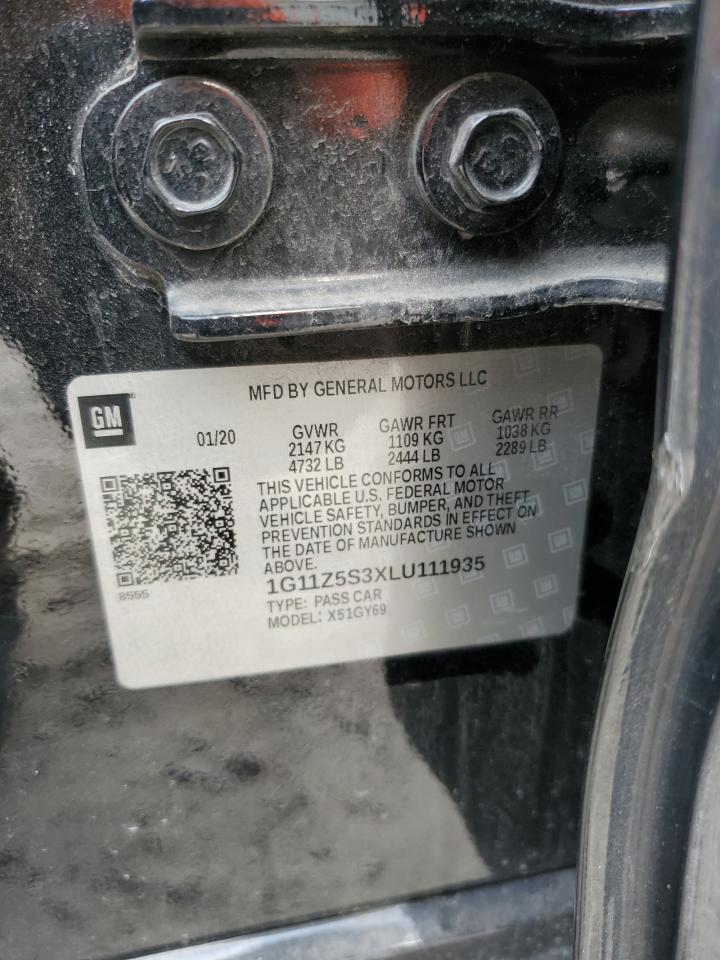 MFD BY GENERAL MOTORS LLC
GM
01/20
GVWR
2147 KG
4732 LB
GAWR FRT
1109 KG
2444 LB
GAWR RR
1038 KG
2289 LB
THIS VEHICLE CONFORMS TO ALL
APPLICABLE U.S. FEDERAL MOTOR
VEHICLE SAFETY, BUMPER, AND THEFT
PREVENTION STANDARDS IN EFFECT ON
THE DATE OF MANUFACTURE SHOWN
ABOVE.
8555
1G11Z5S3XLU111935
TYPE: PASS CAR
MODEL: X51GY69